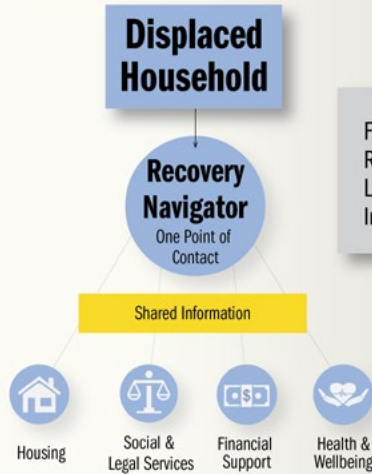 Displaced
Household
Recovery
Navigator
One Point of
Contact
Shared Information
Housing
Social &
Legal Services
Financial
Support
Health &
Wellbeing